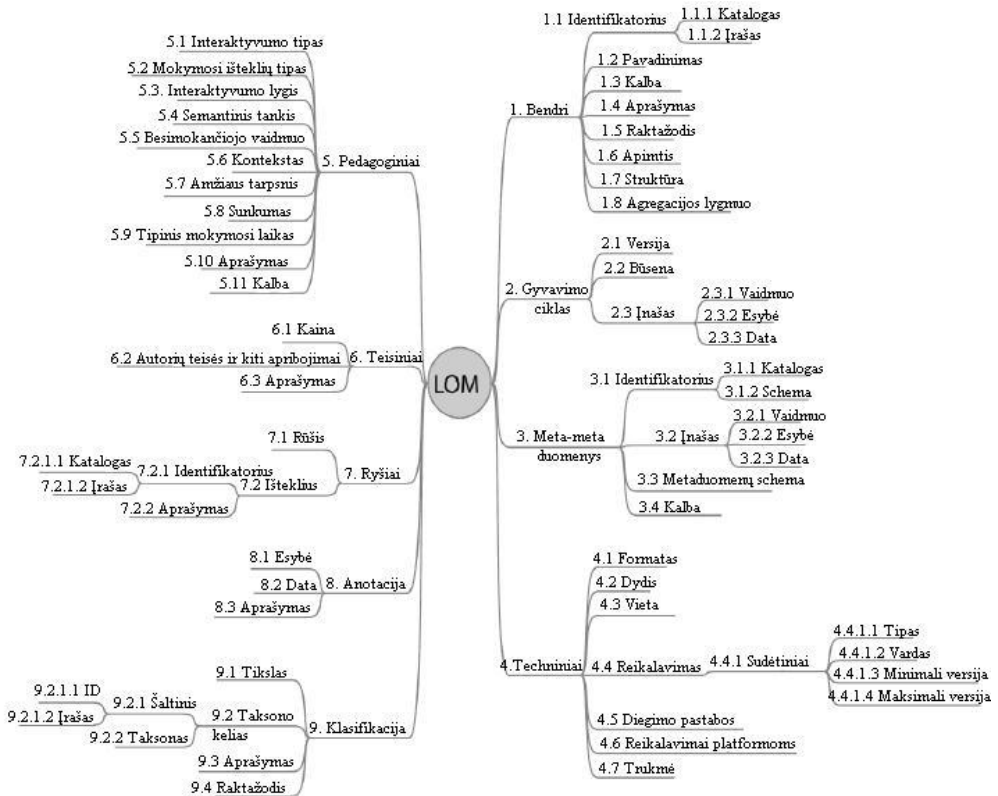 LOM
1. Bendri
1.1 Identifikatorius
1.1.1 Katalogas
1.1.2 Įrašas
1.2 Pavadinimas
1.3 Kalba
1.4 Aprašymas
1.5 Raktažodis
1.6 Apimtis
1.7 Struktūra
1.8 Agregacijos lygmuo
2. Gyvavimo
ciklas
2.1 Versija
2.2 Būsena
2.3 Įnašas
2.3.1 Vaidmuo
2.3.2 Esybė
2.3.3 Data
3. Meta-meta
duomenys
3.1 Identifikatorius
3.1.1 Katalogas
3.1.2 Schema
3.2 Įnašas
3.2.1 Vaidmuo
3.2.2 Esybė
3.2.3 Data
3.3 Metaduomenų schema
3.4 Kalba
4.Techniniai
4.1 Formatas
4.2 Dydis
4.3 Vieta
4.4 Reikalavimas
4.4.1 Sudėtiniai
4.4.1.1 Tipas
4.4.1.2 Vardas
4.4.1.3 Minimali versija
4.4.1.4 Maksimali versija
4.5 Diegimo pastabos
4.6 Reikalavimai platformoms
4.7 Trukmė
5. Pedagoginiai
5.1 Interaktyvumo tipas
5.2 Mokymosi išteklių tipas
5.3. Interaktyvumo lygis
5.4 Semantinis tankis
5.5 Besimokančiojo vaidmuo
5.6 Kontekstas
5.7 Amžiaus tarpsnis
5.8 Sunkumas
5.9 Tipinis mokymosi laikas
5.10 Aprašymas
5.11 Kalba
6. Teisiniai
6.1 Kaina
6.2 Autorių teisės ir kiti apribojimai
6.3 Aprašymas
7. Ryšiai
7.1 Rūšis
7.2 Išteklius
7.2.1 Identifikatorius
7.2.1.1 Katalogas
7.2.1.2 Įrašas
7.2.2 Aprašymas
8. Anotacija
8.1 Esybė
8.2 Data
8.3 Aprašymas
9. Klasifikacija
9.1 Tikslas
9.2 Taksono
kelias
9.2.1 Šaltinis
9.2.1.1 ID
9.2.1.2 Įrašas
9.2.2 Taksonas
9.3 Aprašymas
9.4 Raktažodis